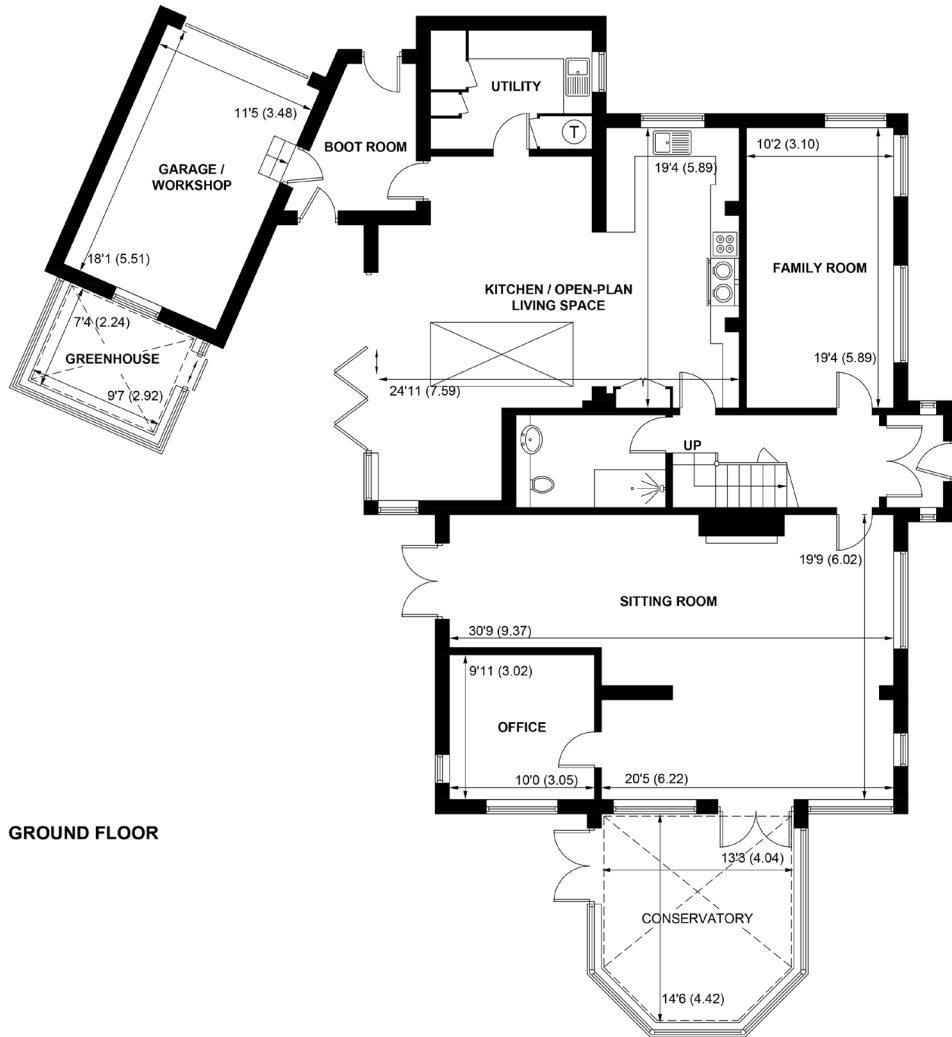 UTILITY
T
11'5 (3.48)
BOOT ROOM
GARAGE /
WORKSHOP
19'4 (5.89)
10'2 (3.10)
18'1 (5.51)
KITCHEN / OPEN-PLAN
LIVING SPACE
FAMILY ROOM
7'4 (2.24)
GREENHOUSE
9'7 (2.92)
24'11 (7.59)
19'4 (5.89)
UP
19'9 (6.02)
SITTING ROOM
30'9 (9.37)
9'11 (3.02)
OFFICE
10'0 (3.05)
20'5 (6.22)
GROUND FLOOR
13'3 (4.04)
CONSERVATORY
14'6 (4.42)